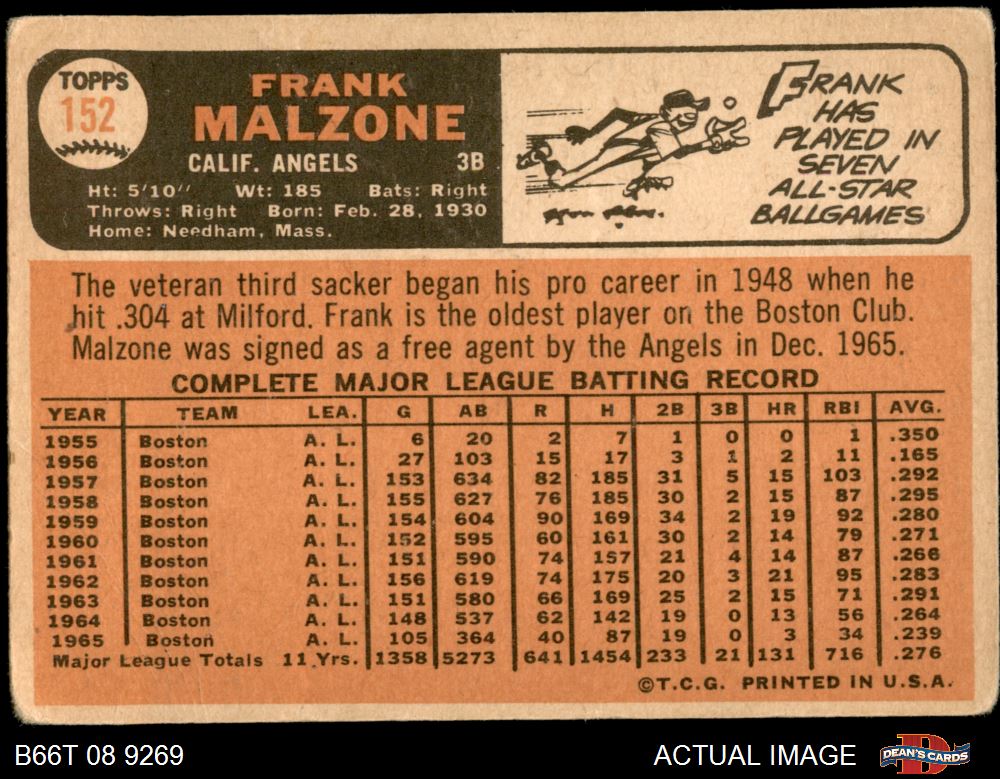 TOPPS
152
FRANK
MALZONE
CALIF. ANGELS 3B
Ht: 5'10" Wt: 185 Bats: Right
Throws: Right Born: Feb. 28, 1930
Home: Needham, Mass.
FRANK
HAS
PLAYED IN
SEVEN
ALL-STAR
BALLGAMES
The veteran third sacker began his pro career in 1948 when he
hit .304 at Milford. Frank is the oldest player on the Boston Club.
Malzone was signed as a free agent by the Angels in Dec. 1965.
COMPLETE MAJOR LEAGUE BATTING RECORD
YEAR TEAM LEA. G AB R H 2B 3B HR RBI AVG.
1955 Boston A. L. 6 20 2 7 1 0 0 1 .350
1956 Boston A. L. 27 103 15 17 3 1 2 11 .165
1957 Boston A. L. 153 634 82 185 31 5 15 103 .292
1958 Boston A. L. 155 627 76 185 30 2 15 87 .295
1959 Boston A. L. 154 604 90 169 34 2 19 92 .280
1960 Boston A. L. 152 595 60 161 30 2 14 79 .271
1961 Boston A. L. 151 590 74 157 21 4 14 87 .266
1962 Boston A. L. 156 619 74 175 20 3 21 95 .283
1963 Boston A. L. 151 580 66 169 25 2 15 71 .291
1964 Boston A. L. 148 537 62 142 19 0 13 56 .264
1965 Boston A. L. 105 364 40 87 19 0 3 34 .239
Major League Totals 11 Yrs. 1358 5273 641 1454 233 21 131 716 .276
©T.C.G. PRINTED IN U.S.A.
B66T 08 9269 ACTUAL IMAGE
DEAN'S CARDS